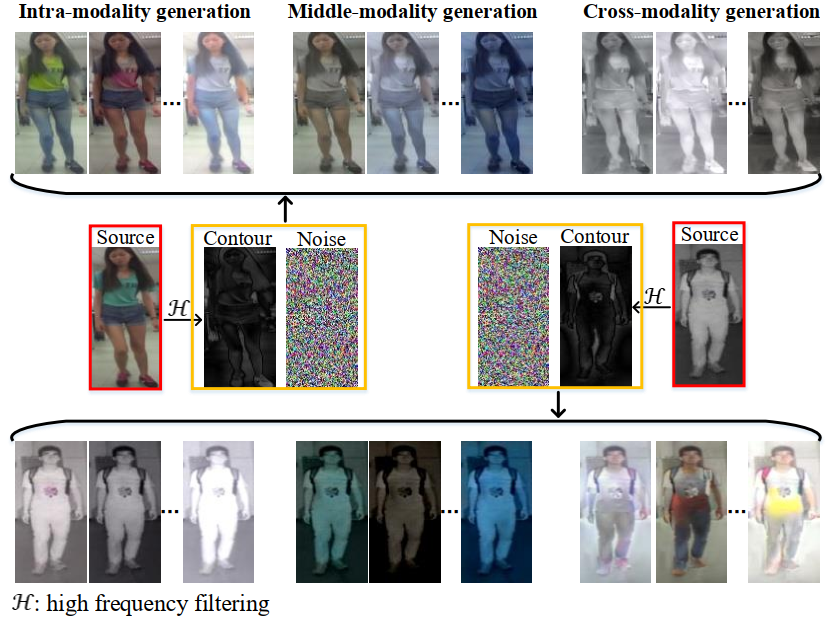 Intra-modality generation Middle-modality generation Cross-modality generation
... ... ...
Source Contour Noise Noise Contour Source
ℋ ℋ
... ... ...
ℋ: high frequency filtering